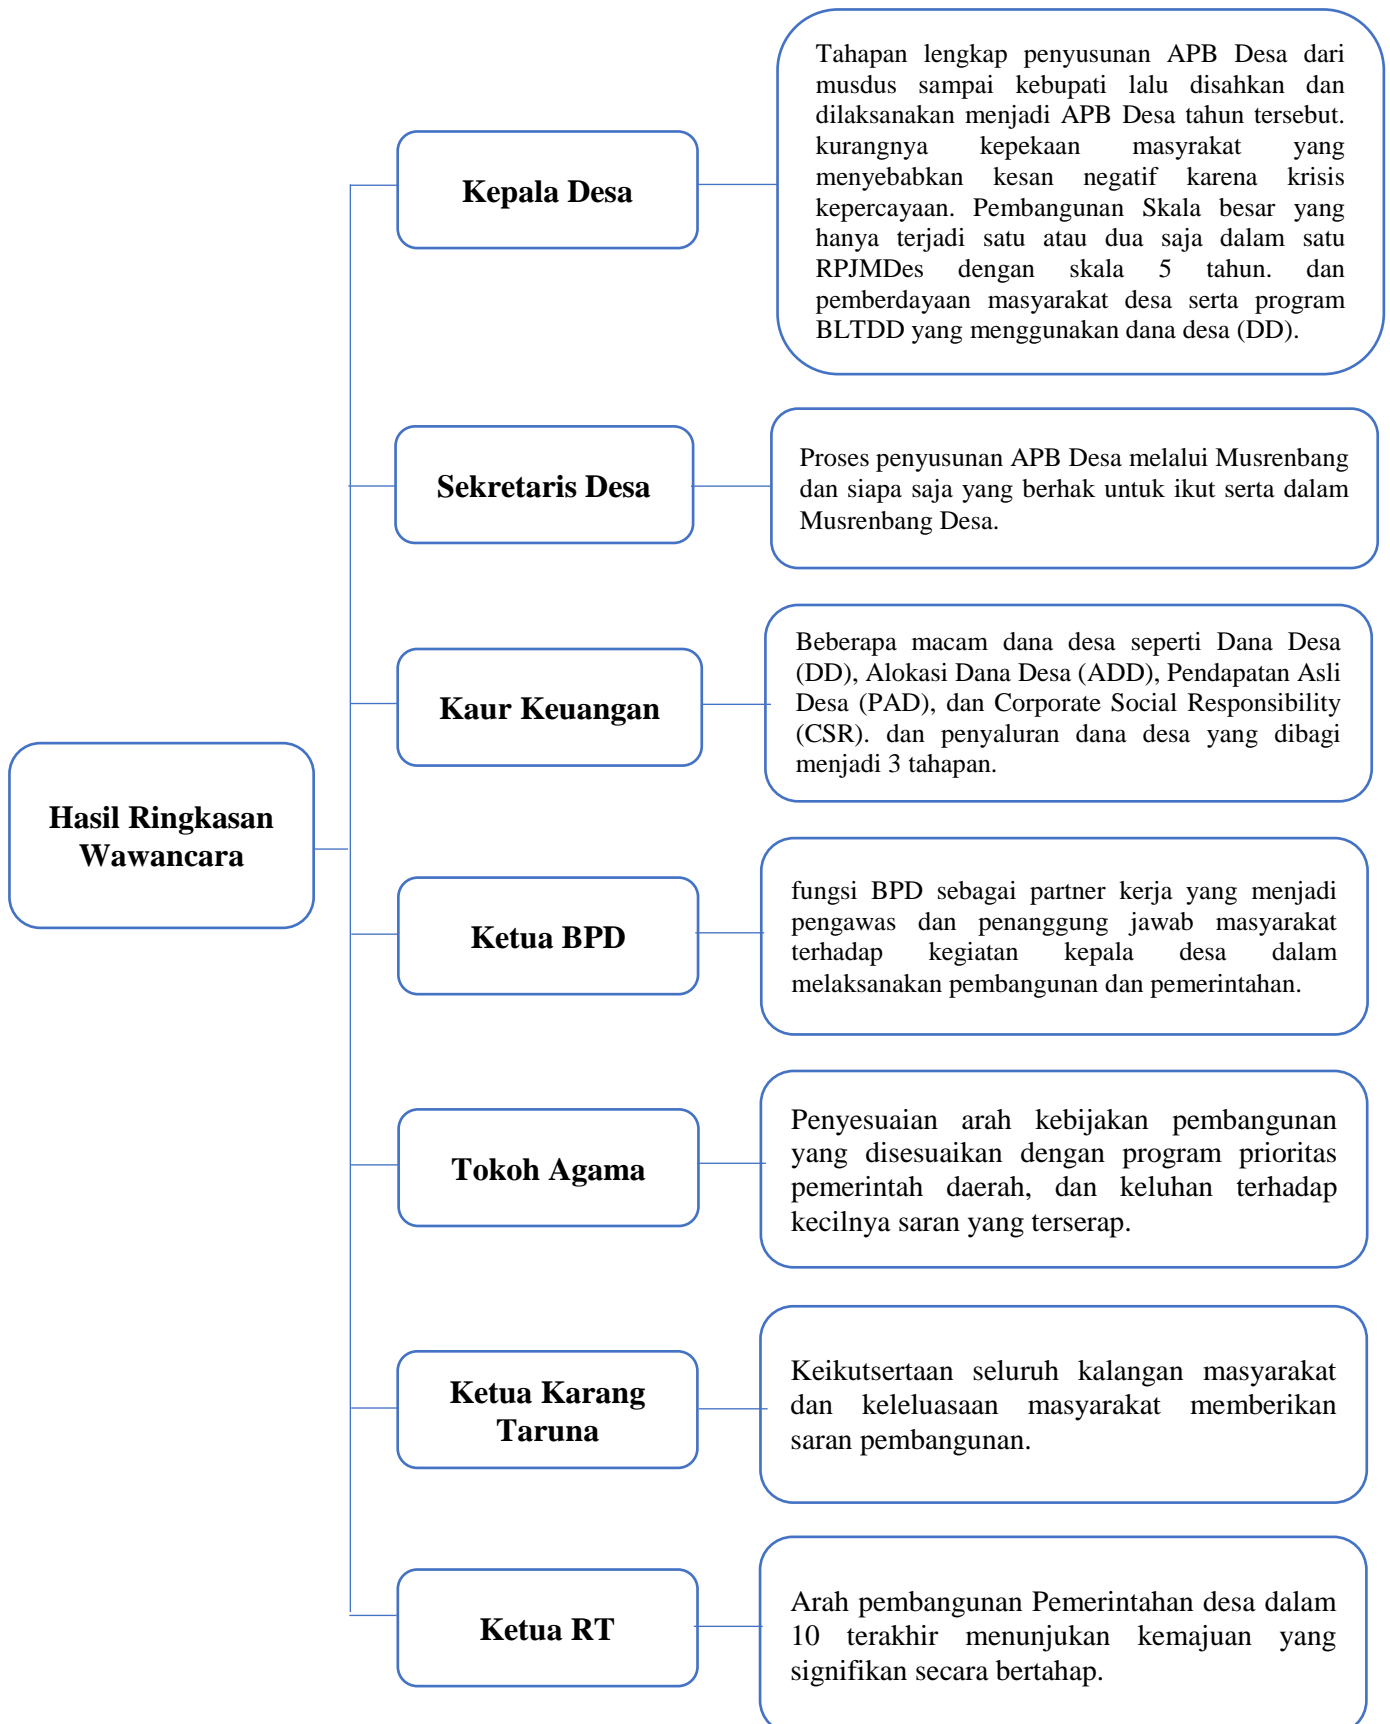 Hasil Ringkasan
Wawancara
Kepala Desa
Tahapan lengkap penyusunan APB Desa dari
musdus sampai kebupati lalu disahkan dan
dilaksanakan menjadi APB Desa tahun tersebut.
kurangnya kepekaan masyrakat yang
menyebabkan kesan negatif karena krisis
kepercayaan. Pembangunan Skala besar yang
hanya terjadi satu atau dua saja dalam satu
RPJMDes dengan skala 5 tahun. dan
pemberdayaan masyarakat desa serta program
BLTDD yang menggunakan dana desa (DD).
Sekretaris Desa
Proses penyusunan APB Desa melalui Musrenbang
dan siapa saja yang berhak untuk ikut serta dalam
Musrenbang Desa.
Kaur Keuangan
Beberapa macam dana desa seperti Dana Desa
(DD), Alokasi Dana Desa (ADD), Pendapatan Asli
Desa (PAD), dan Corporate Social Responsibility
(CSR). dan penyaluran dana desa yang dibagi
menjadi 3 tahapan.
Ketua BPD
fungsi BPD sebagai partner kerja yang menjadi
pengawas dan penanggung jawab masyarakat
terhadap kegiatan kepala desa dalam
melaksanakan pembangunan dan pemerintahan.
Tokoh Agama
Penyesuaian arah kebijakan pembangunan
yang disesuaikan dengan program prioritas
pemerintah daerah, dan keluhan terhadap
kecilnya saran yang terserap.
Ketua Karang
Taruna
Keikutsertaan seluruh kalangan masyarakat
dan keleluasaan masyarakat memberikan
saran pembangunan.
Ketua RT
Arah pembangunan Pemerintahan desa dalam
10 terakhir menunjukan kemajuan yang
signifikan secara bertahap.